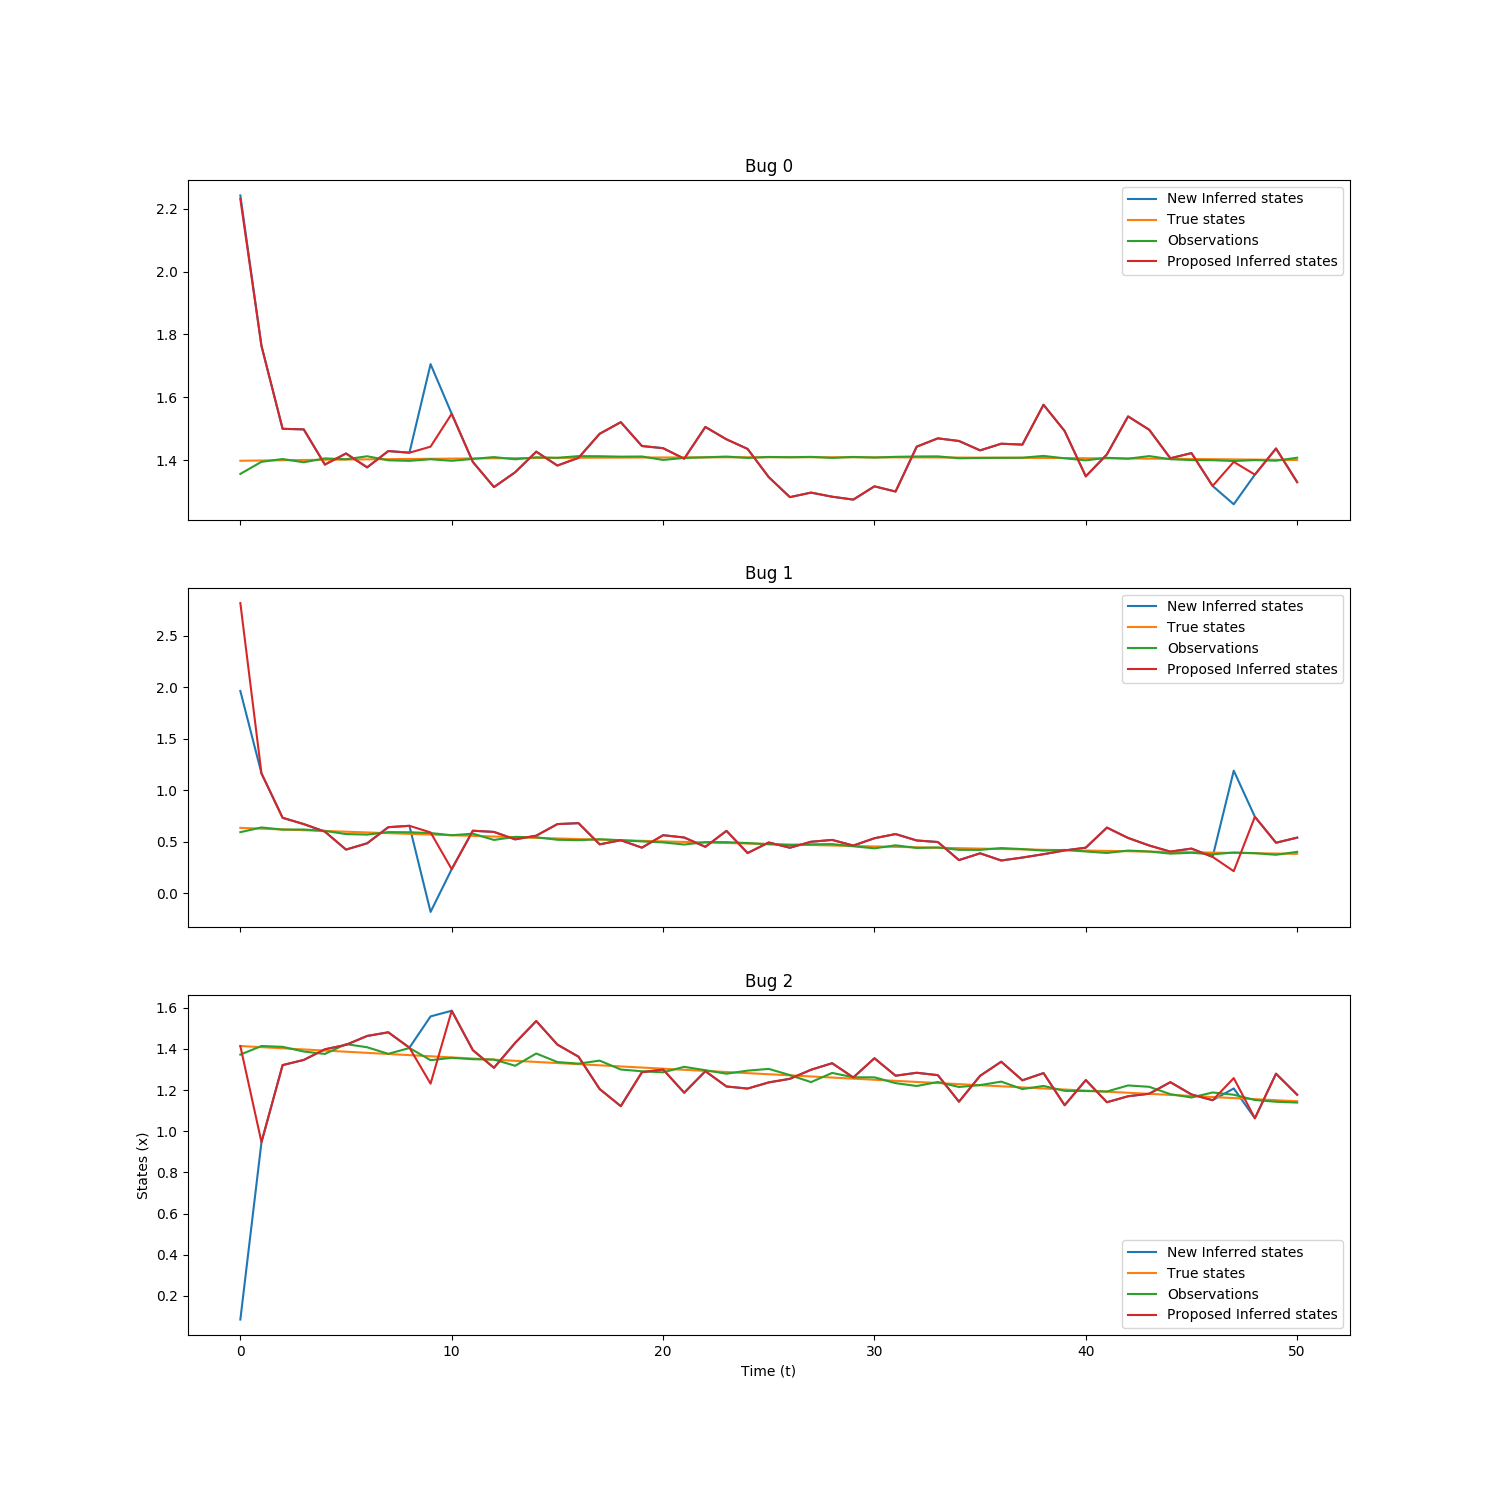 Bug 0
2.2
2.0
1.8
1.6
1.4
New Inferred states
True states
Observations
Proposed Inferred states
Bug 1
2.5
2.0
1.5
1.0
0.5
0.0
New Inferred states
True states
Observations
Proposed Inferred states
Bug 2
1.6
1.4
1.2
1.0
0.8
0.6
0.4
0.2
States (x)
New Inferred states
True states
Observations
Proposed Inferred states
0 10 20 30 40 50
Time (t)